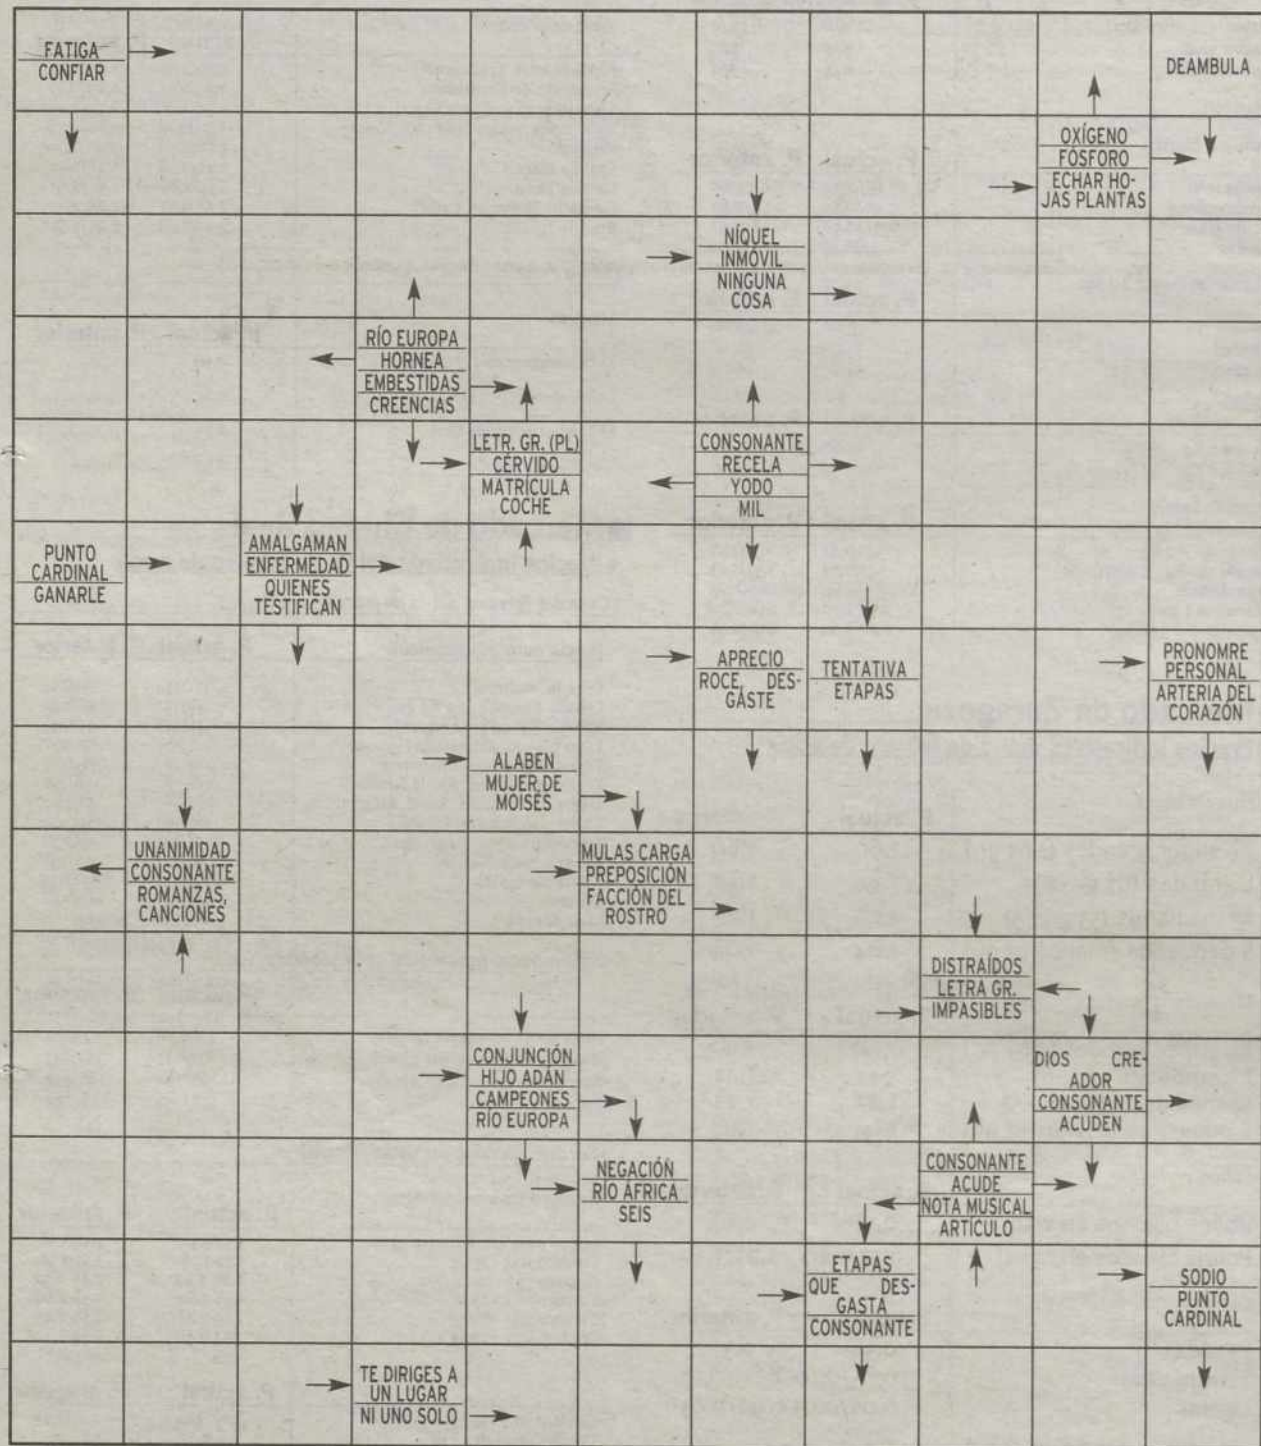 FATIGA
CONFIAR
DEAMBULA
OXÍGENO
FÓSFORO
ECHAR HO-
JAS PLANTAS
NÍQUEL
INMÓVIL
NINGUNA
COSA
RÍO EUROPA
HORNEA
EMBESTIDAS
CREENCIAS
LETR. GR. (PL)
CÉRVIDO
MATRÍCULA
COCHE
CONSONANTE
RECELA
YODO
MIL
PUNTO
CARDINAL
GANARLE
AMALGAMAN
ENFERMEDAD
QUIENES
TESTIFICAN
APRECIO
ROCE, DES-
GASTE
TENTATIVA
ETAPAS
PRONOMRE
PERSONAL
ARTERIA DEL
CORAZÓN
ALABEN
MUJER DE
MOISÉS
UNANIMIDAD
CONSONANTE
ROMANZAS,
CANCIONES
MULAS CARGA
PREPOSICIÓN
FACCIÓN DEL
ROSTRO
DISTRAÍDOS
LETRA GR.
IMPASIBLES
CONJUNCIÓN
HIJO ADÁN
CAMPEONES
RÍO EUROPA
DIOS CRE-
ADOR
CONSONANTE
ACUDEN
NEGACIÓN
RÍO ÁFRICA
SEIS
CONSONANTE
ACUDE
NOTA MUSICAL
ARTÍCULO
ETAPAS
QUE DES-
GASTA
CONSONANTE
SODIO
PUNTO
CARDINAL
TE DIRIGES A
UN LUGAR
NI UNO SOLO